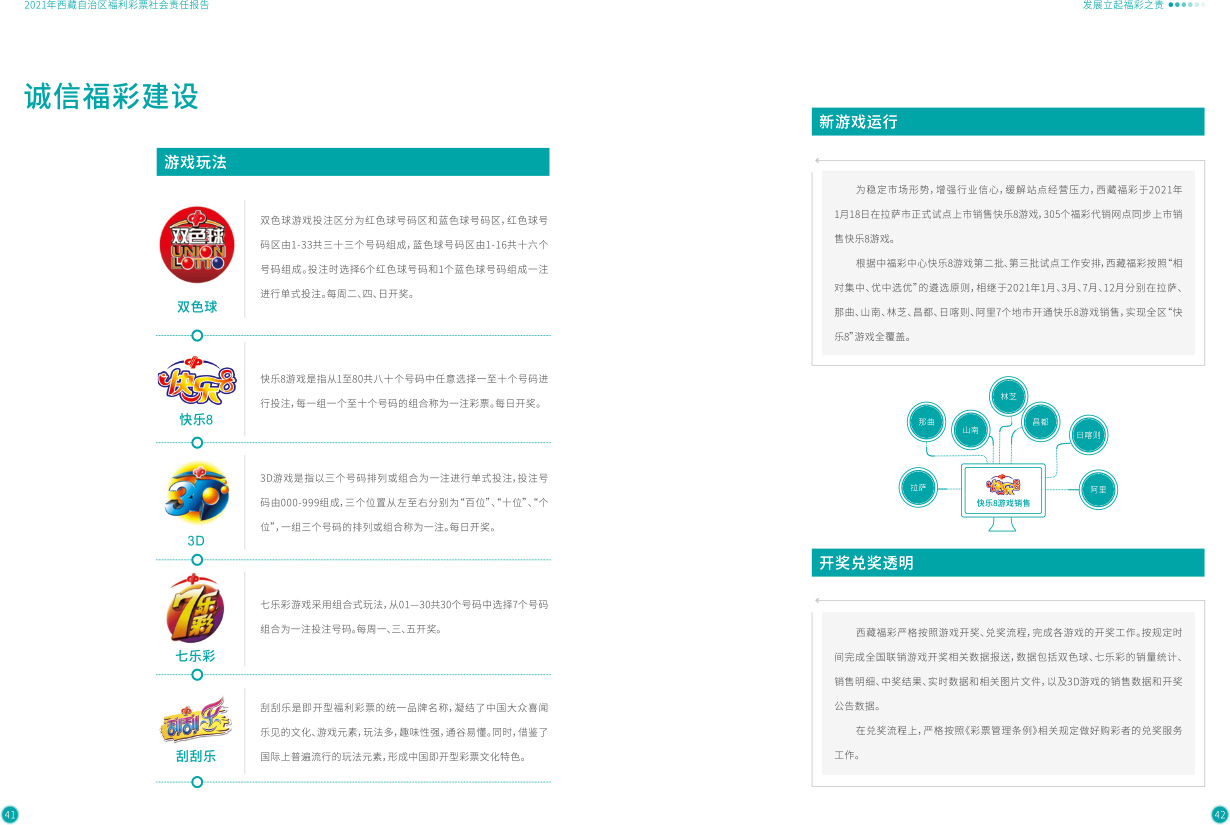 2021年西藏自治区福利彩票社会责任报告
发展立起福彩之责
诚信福彩建设
游戏玩法
双色球
UNION
LOTTO
双色球
双色球游戏投注区分为红色球号码区和蓝色球号码区，红色球号
码区由1-33共三十三个号码组成，蓝色球号码区由1-16共十六个
号码组成。投注时选择6个红色球号码和1个蓝色球号码组成一注
进行单式投注。每周二、四、日开奖。
快乐8
快乐8
快乐8游戏是指从1至80共八十个号码中任意选择一至十个号码进
行投注，每一组一个至十个号码的组合称为一注彩票。每日开奖。
3D
3D
3D游戏是指以三个号码排列或组合为一注进行单式投注，投注号
码由000-999组成，三个位置从左至右分别为“百位”、“十位”、“个
位”，一组三个号码的排列或组合称为一注。每日开奖。
7乐彩
七乐彩
七乐彩游戏采用组合式玩法，从01—30共30个号码中选择7个号码
组合为一注投注号码。每周一、三、五开奖。
刮刮乐
刮刮乐
刮刮乐是即开型福利彩票的统一品牌名称，凝结了中国大众喜闻
乐见的文化、游戏元素，玩法多，趣味性强，通谷易懂。同时，借鉴了
国际上普遍流行的玩法元素，形成中国即开型彩票文化特色。
41
新游戏运行
为稳定市场形势，增强行业信心，缓解站点经营压力，西藏福彩于2021年
1月18日在拉萨市正式试点上市销售快乐8游戏，305个福彩代销网点同步上市销
售快乐8游戏。
根据中福彩中心快乐8游戏第二批、第三批试点工作安排，西藏福彩按照“相
对集中、优中选优”的遴选原则，相继于2021年1月、3月、7月、12月分别在拉萨、
那曲、山南、林芝、昌都、日喀则、阿里7个地市开通快乐8游戏销售，实现全区“快
乐8”游戏全覆盖。
林芝
那曲
山南
昌都
日喀则
拉萨
快乐8
快乐8游戏销售
阿里
开奖兑奖透明
西藏福彩严格按照游戏开奖、兑奖流程，完成各游戏的开奖工作。按规定时
间完成全国联销游戏开奖相关数据报送，数据包括双色球、七乐彩的销量统计、
销售明细、中奖结果、实时数据和相关图片文件，以及3D游戏的销售数据和开奖
公告数据。
在兑奖流程上，严格按照《彩票管理条例》相关规定做好购彩者的兑奖服务
工作。
42